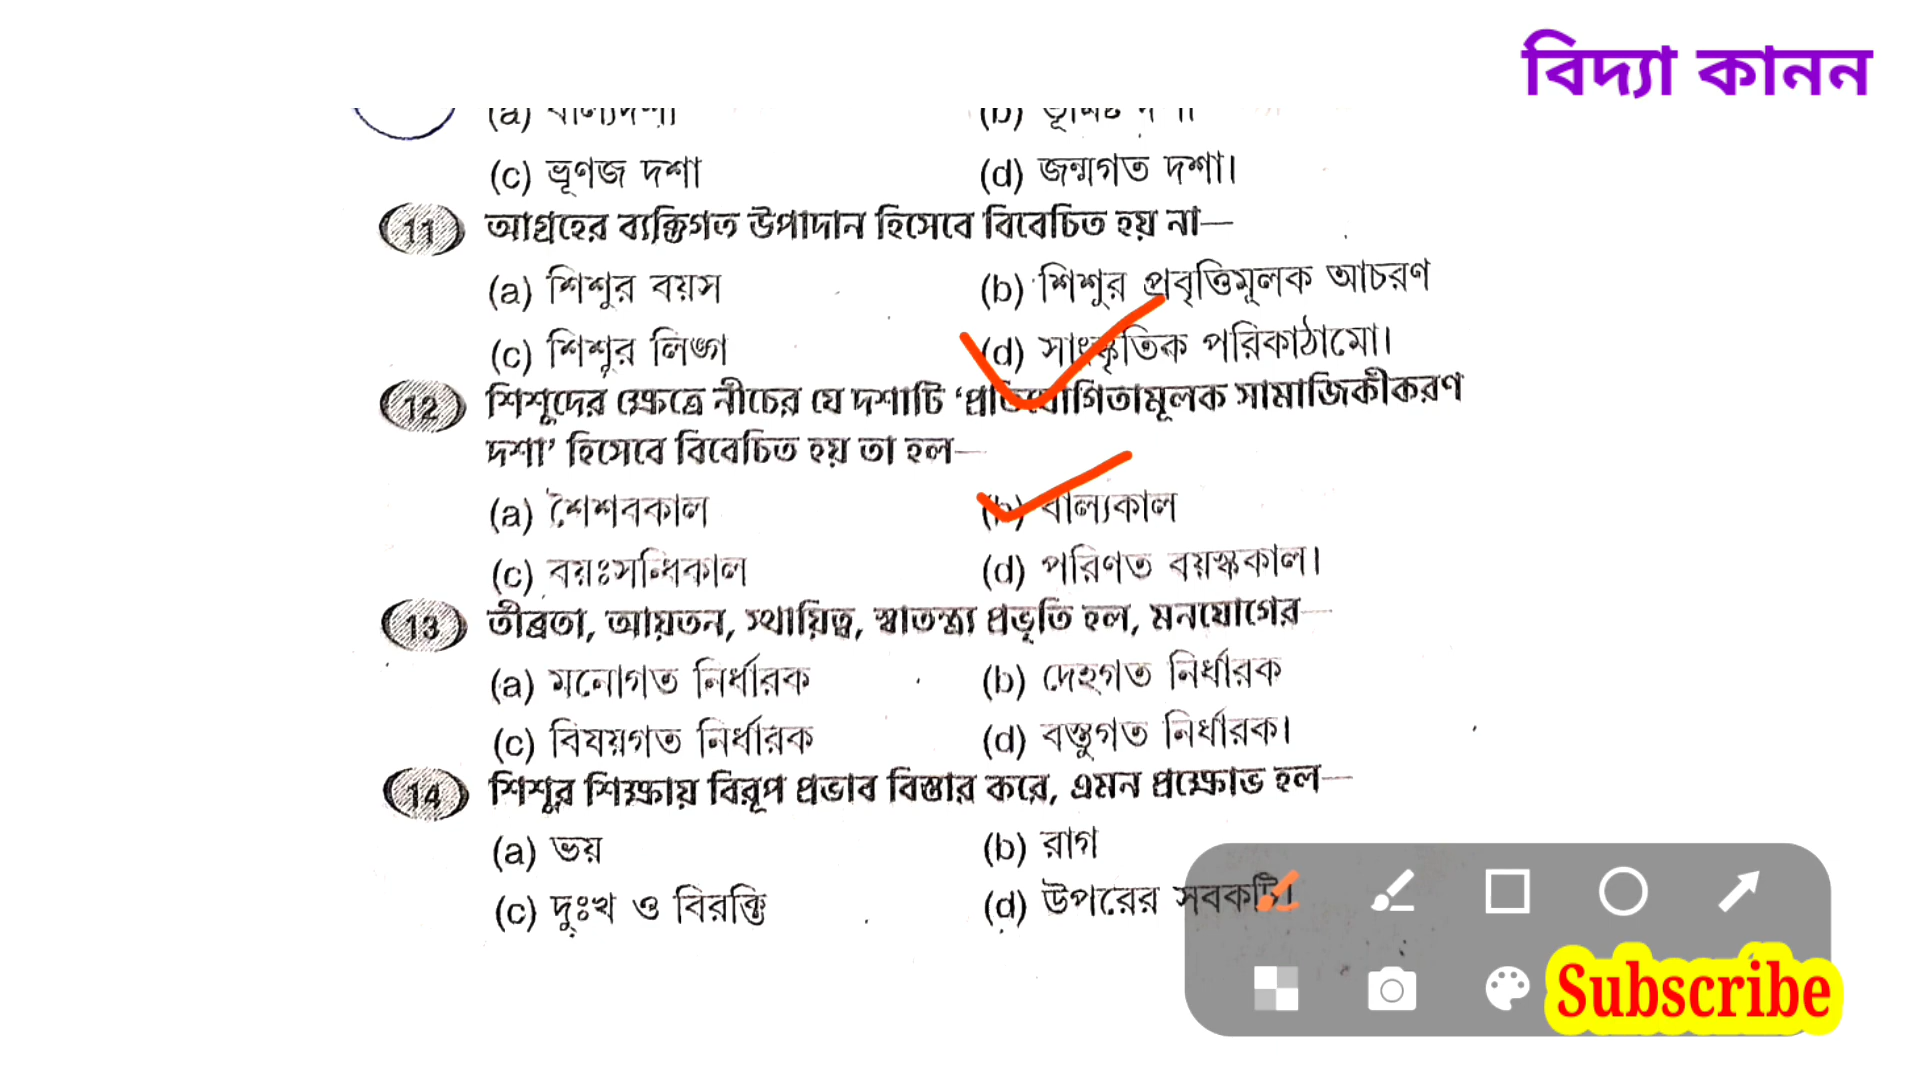 বিদ্যা কানন
(a) বাল্যদশা
(c) ভ্রূণজ দশা (d) জন্মগত দশা।
11 আগ্রহের ব্যক্তিগত উপাদান হিসেবে বিবেচিত হয় না—
(a) শিশুর বয়স (b) শিশুর প্রবৃত্তিমূলক আচরণ
(c) শিশুর লিঙ্গ (d) সাংস্কৃতিক পরিকাঠামো।
12 শিশুদের ক্ষেত্রে নীচের যে দশাটি ‘প্রতিযোগিতামূলক সামাজিকীকরণ
দশা’ হিসেবে বিবেচিত হয় তা হল—
(a) শৈশবকাল (b) বাল্যকাল
(c) বয়ঃসন্ধিকাল (d) পরিণত বয়স্ককাল।
13 তীব্রতা, আয়তন, স্থায়িত্ব, স্বাতন্ত্র্য প্রভৃতি হল, মনযোগের—
(a) মনোগত নির্ধারক (b) দেহগত নির্ধারক
(c) বিষয়গত নির্ধারক (d) বস্তুগত নির্ধারক।
14 শিশুর শিক্ষায় বিরূপ প্রভাব বিস্তার করে, এমন প্রক্ষোভ হল—
(a) ভয় (b) রাগ
(c) দুঃখ ও বিরক্তি (d) উপরের সবকটি।
Subscribe